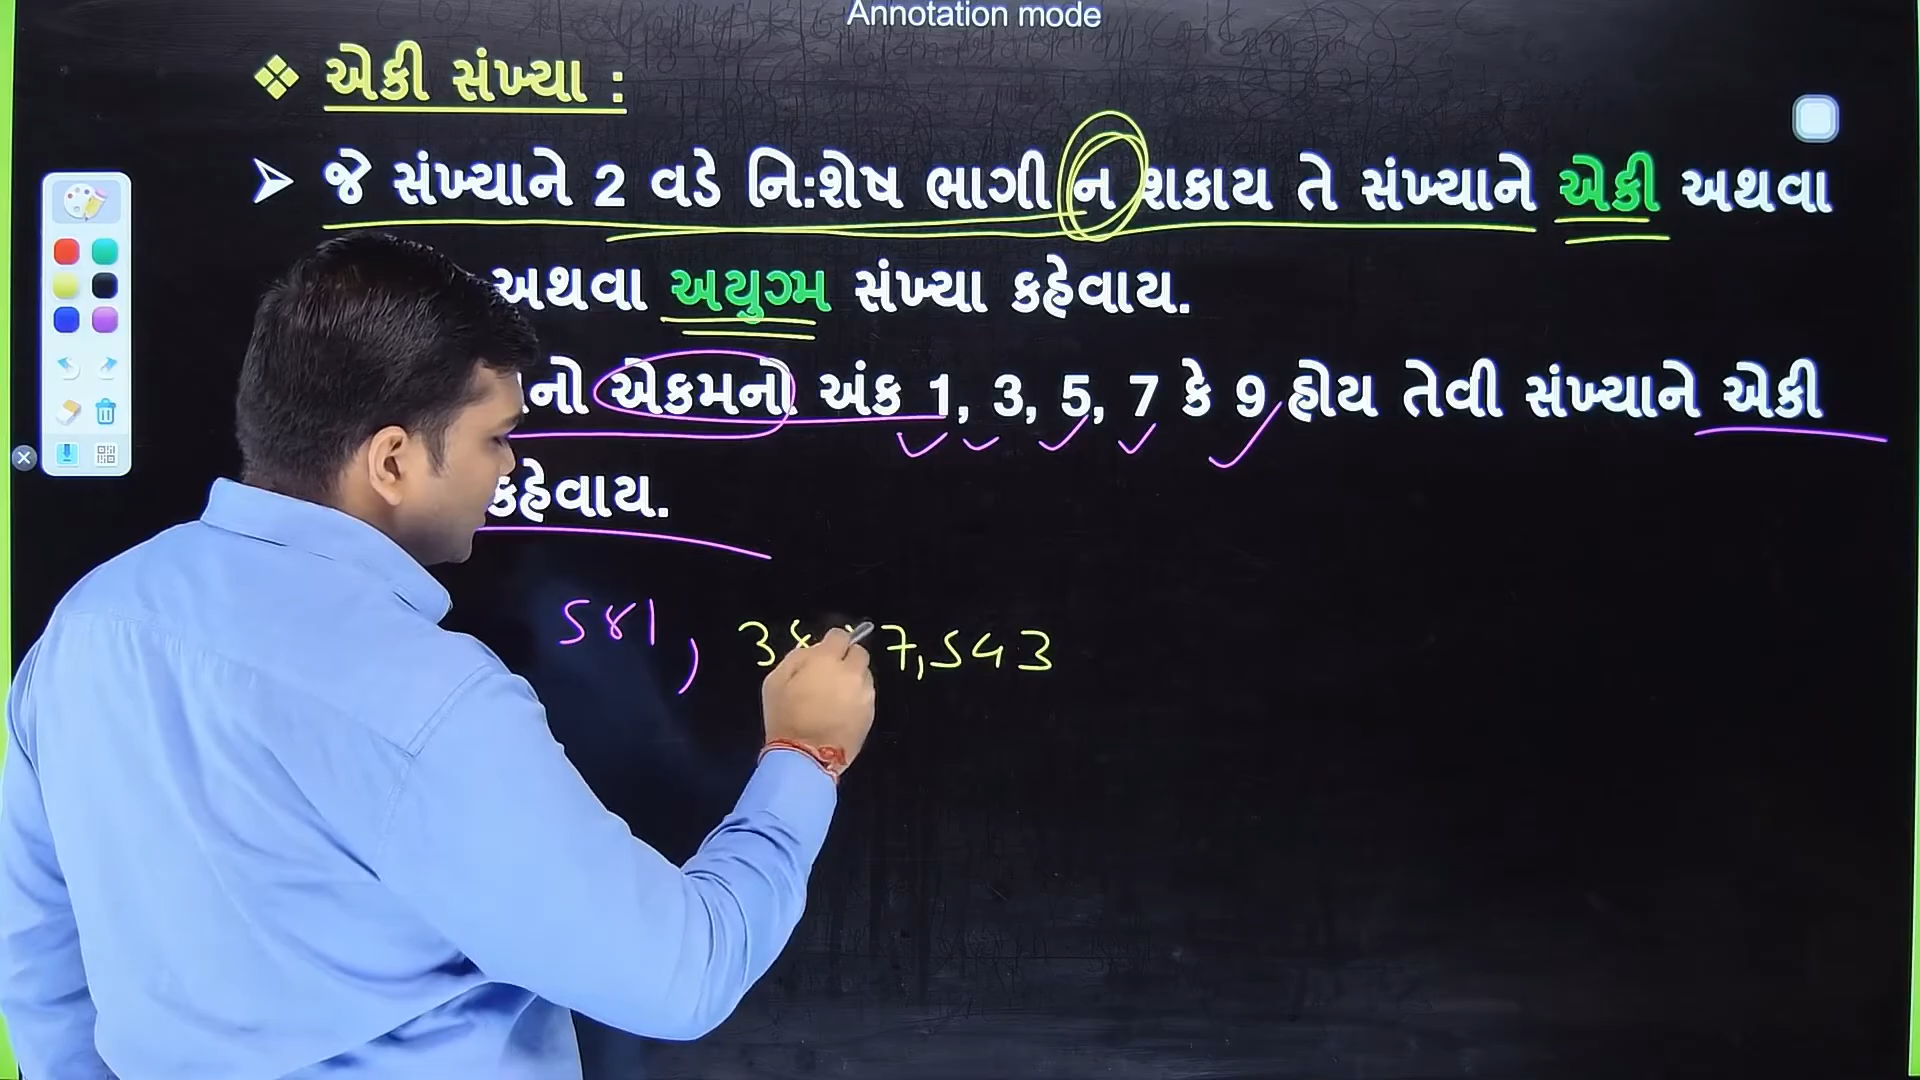 Annotation mode
❖ એકી સંખ્યા :
➢ જે સંખ્યાને 2 વડે નિ:શેષ ભાગી ન શકાય તે સંખ્યાને એકી અથવા
અથવા અયુગ્મ સંખ્યા કહેવાય.
એકમનો અંક 1, 3, 5, 7 કે 9 હોય તેવી સંખ્યાને એકી
કહેવાય.
581, 7,543